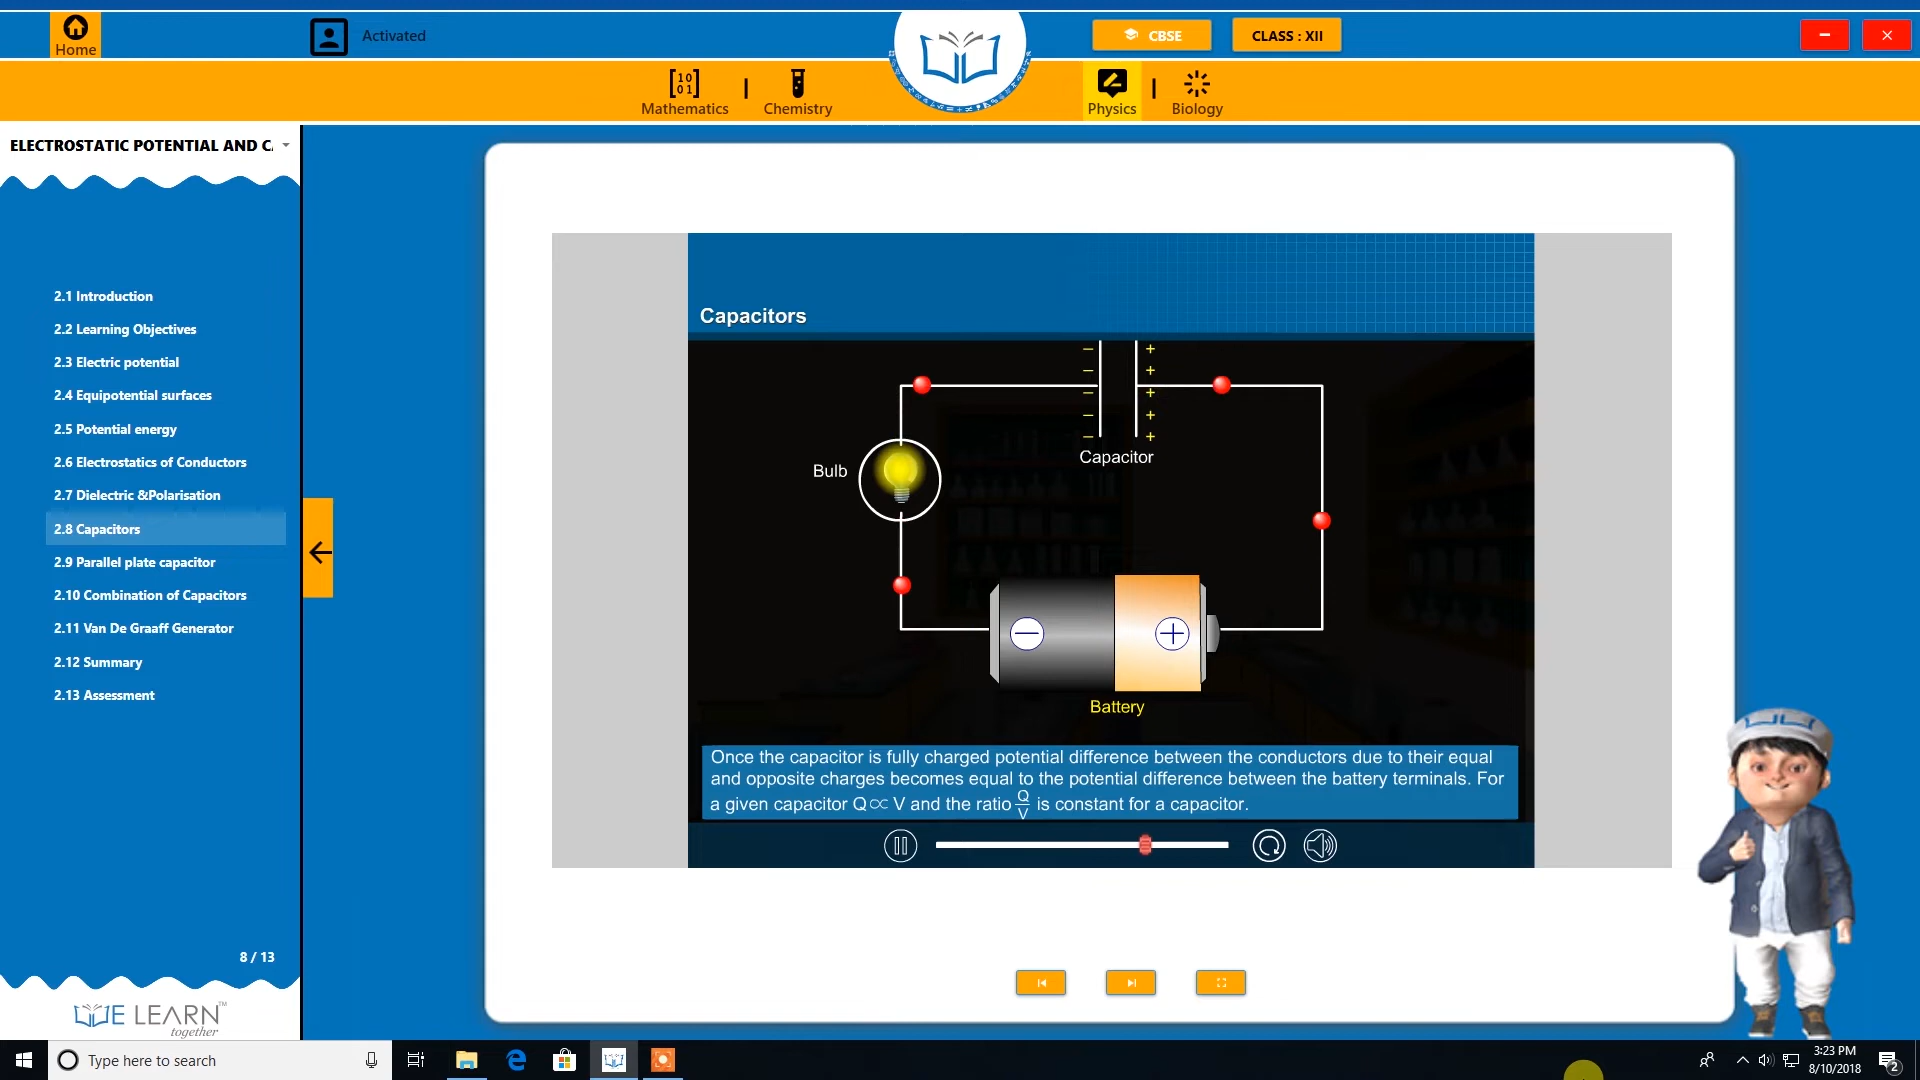 Home
Activated
CBSE
CLASS : XII
10
01
Mathematics
Chemistry
Physics
Biology
ELECTROSTATIC POTENTIAL AND C
2.1 Introduction
2.2 Learning Objectives
2.3 Electric potential
2.4 Equipotential surfaces
2.5 Potential energy
2.6 Electrostatics of Conductors
2.7 Dielectric &Polarisation
2.8 Capacitors
2.9 Parallel plate capacitor
2.10 Combination of Capacitors
2.11 Van De Graaff Generator
2.12 Summary
2.13 Assessment
8 / 13
WE LEARN™
together
Capacitors
Bulb
Capacitor
Battery
Once the capacitor is fully charged potential difference between the conductors due to their equal
and opposite charges becomes equal to the potential difference between the battery terminals. For
a given capacitor Q∝V and the ratio Q/V is constant for a capacitor.
Type here to search
3:23 PM
8/10/2018
2